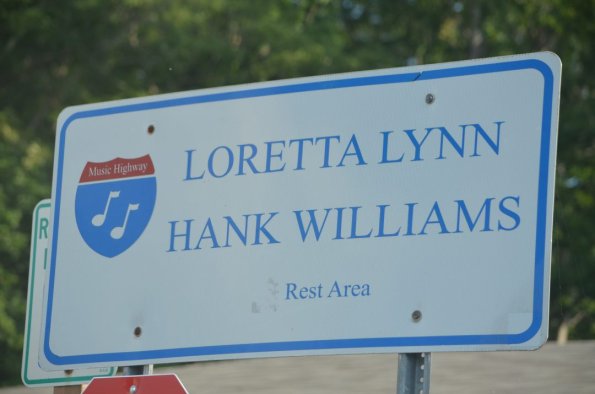 Music Highway
LORETTA LYNN
HANK WILLIAMS
Rest Area